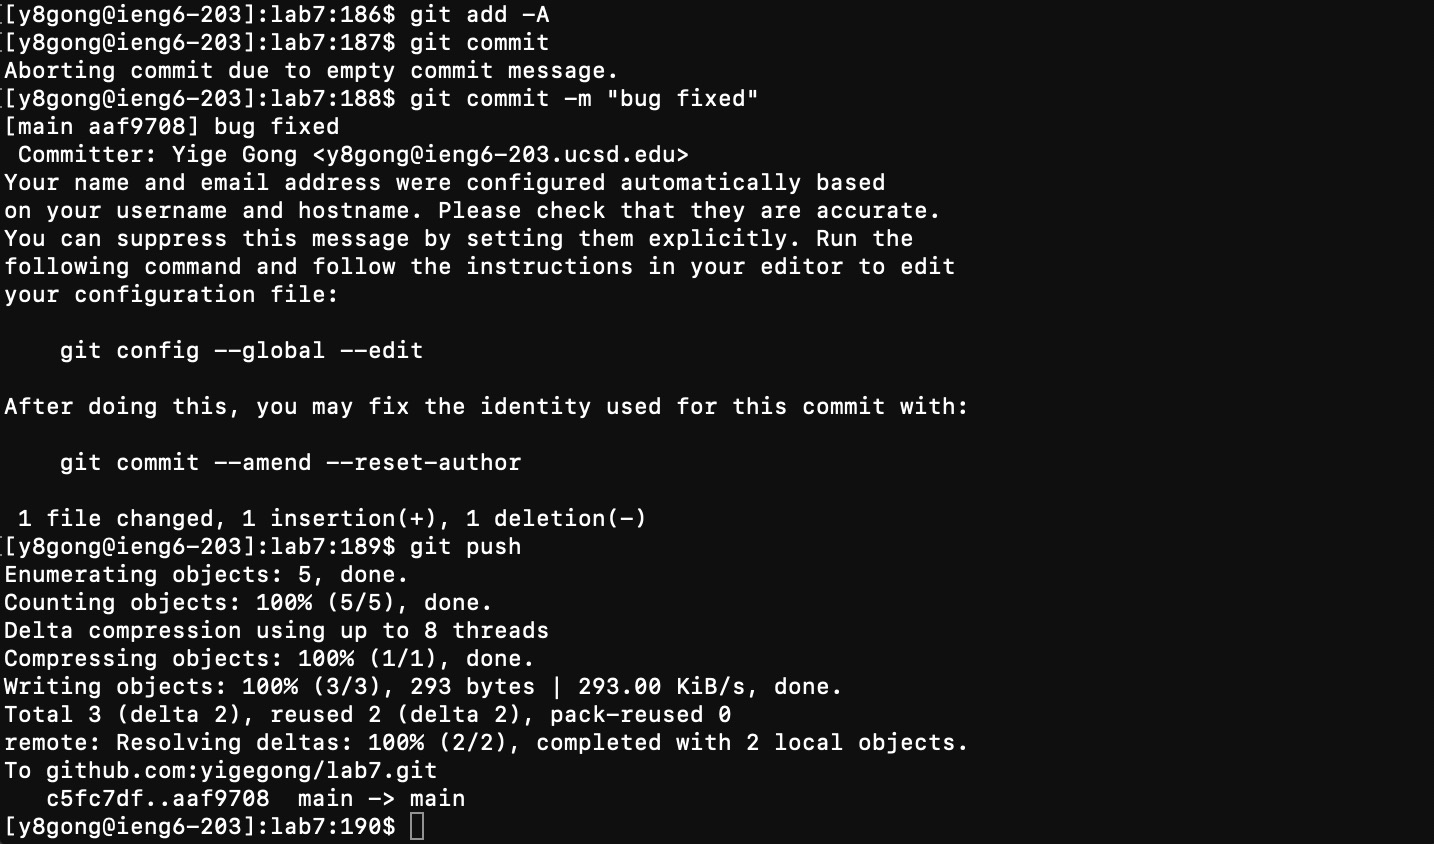 [y8gong@ieng6-203]:lab7:186$ git add -A
[y8gong@ieng6-203]:lab7:187$ git commit
Aborting commit due to empty commit message.
[y8gong@ieng6-203]:lab7:188$ git commit -m "bug fixed"
[main aaf9708] bug fixed
 Committer: Yige Gong <y8gong@ieng6-203.ucsd.edu>
Your name and email address were configured automatically based
on your username and hostname. Please check that they are accurate.
You can suppress this message by setting them explicitly. Run the
following command and follow the instructions in your editor to edit
your configuration file:

    git config --global --edit

After doing this, you may fix the identity used for this commit with:

    git commit --amend --reset-author

 1 file changed, 1 insertion(+), 1 deletion(-)
[y8gong@ieng6-203]:lab7:189$ git push
Enumerating objects: 5, done.
Counting objects: 100% (5/5), done.
Delta compression using up to 8 threads
Compressing objects: 100% (1/1), done.
Writing objects: 100% (3/3), 293 bytes | 293.00 KiB/s, done.
Total 3 (delta 2), reused 2 (delta 2), pack-reused 0
remote: Resolving deltas: 100% (2/2), completed with 2 local objects.
To github.com:yigegong/lab7.git
   c5fc7df..aaf9708  main -> main
[y8gong@ieng6-203]:lab7:190$